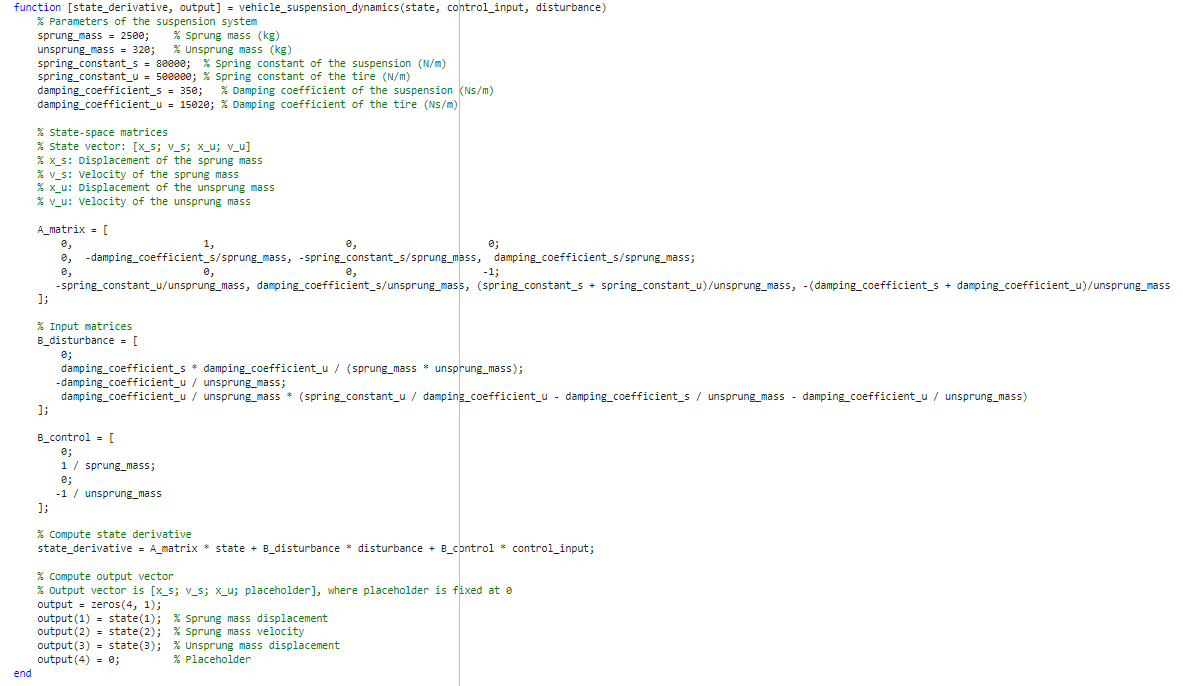 function [state_derivative, output] = vehicle_suspension_dynamics(state, control_input, disturbance)
% Parameters of the suspension system
sprung_mass = 2500; % Sprung mass (kg)
unsprung_mass = 320; % Unsprung mass (kg)
spring_constant_s = 80000; % Spring constant of the suspension (N/m)
spring_constant_u = 500000; % Spring constant of the tire (N/m)
damping_coefficient_s = 350; % Damping coefficient of the suspension (Ns/m)
damping_coefficient_u = 15020; % Damping coefficient of the tire (Ns/m)
% State-space matrices
% State vector: [x_s; v_s; x_u; v_u]
% x_s: Displacement of the sprung mass
% v_s: Velocity of the sprung mass
% x_u: Displacement of the unsprung mass
% v_u: Velocity of the unsprung mass
A_matrix = [
0, 1, 0, 0;
0, -damping_coefficient_s/sprung_mass, -spring_constant_s/sprung_mass, damping_coefficient_s/sprung_mass;
0, 0, 0, -1;
-spring_constant_u/unsprung_mass, damping_coefficient_s/unsprung_mass, (spring_constant_s + spring_constant_u)/unsprung_mass, -(damping_coefficient_s + damping_coefficient_u)/unsprung_mass
];
% Input matrices
B_disturbance = [
0;
damping_coefficient_s * damping_coefficient_u / (sprung_mass * unsprung_mass);
-damping_coefficient_u / unsprung_mass;
damping_coefficient_u / unsprung_mass * (spring_constant_u / damping_coefficient_u - damping_coefficient_s / unsprung_mass - damping_coefficient_u / unsprung_mass)
];
B_control = [
0;
1 / sprung_mass;
0;
-1 / unsprung_mass
];
% Compute state derivative
state_derivative = A_matrix * state + B_disturbance * disturbance + B_control * control_input;
% Compute output vector
% Output vector is [x_s; v_s; x_u; placeholder], where placeholder is fixed at 0
output = zeros(4, 1);
output(1) = state(1); % Sprung mass displacement
output(2) = state(2); % Sprung mass velocity
output(3) = state(3); % Unsprung mass displacement
output(4) = 0; % Placeholder
end